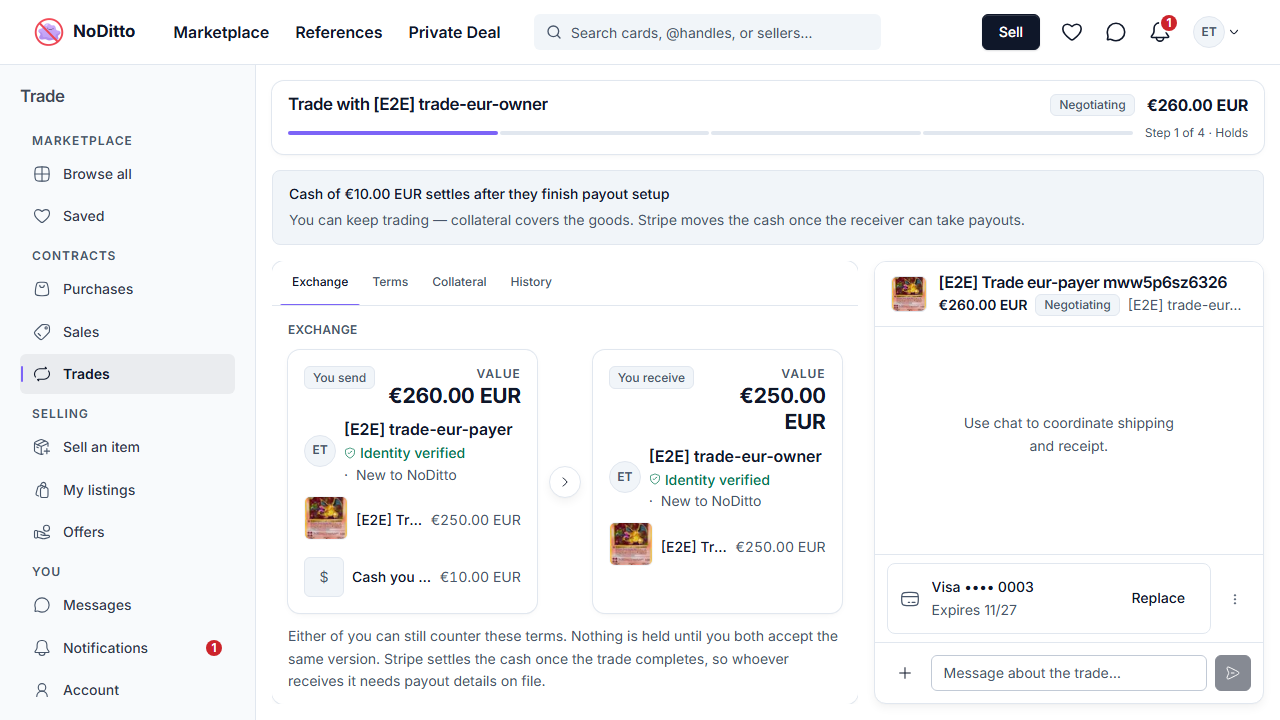 NoDitto
Marketplace
References
Private Deal
Search cards, @handles, or sellers...
Sell
1
ET
Trade
MARKETPLACE
Browse all
Saved
CONTRACTS
Purchases
Sales
Trades
SELLING
Sell an item
My listings
Offers
YOU
Messages
Notifications
1
Account
Trade with [E2E] trade-eur-owner
Negotiating
€260.00 EUR
Step 1 of 4 · Holds
Cash of €10.00 EUR settles after they finish payout setup
You can keep trading — collateral covers the goods. Stripe moves the cash once the receiver can take payouts.
Exchange
Terms
Collateral
History
EXCHANGE
You send
VALUE
€260.00 EUR
ET
[E2E] trade-eur-payer
Identity verified
· New to NoDitto
[E2E] Tr...
€250.00 EUR
$
Cash you ...
€10.00 EUR
You receive
VALUE
€250.00
EUR
ET
[E2E] trade-eur-owner
Identity verified
· New to NoDitto
[E2E] Tr...
€250.00 EUR
Either of you can still counter these terms. Nothing is held until you both accept the
same version. Stripe settles the cash once the trade completes, so whoever
receives it needs payout details on file.
[E2E] Trade eur-payer mww5p6sz6326
€260.00 EUR
Negotiating
[E2E] trade-eur...
Use chat to coordinate shipping
and receipt.
Visa •••• 0003
Expires 11/27
Replace
Message about the trade...